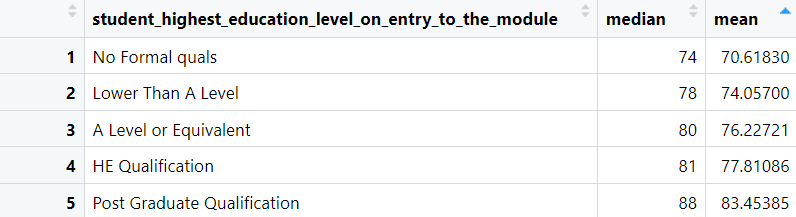 student_highest_education_level_on_entry_to_the_module median mean
1 No Formal quals 74 70.61830
2 Lower Than A Level 78 74.05700
3 A Level or Equivalent 80 76.22721
4 HE Qualification 81 77.81086
5 Post Graduate Qualification 88 83.45385